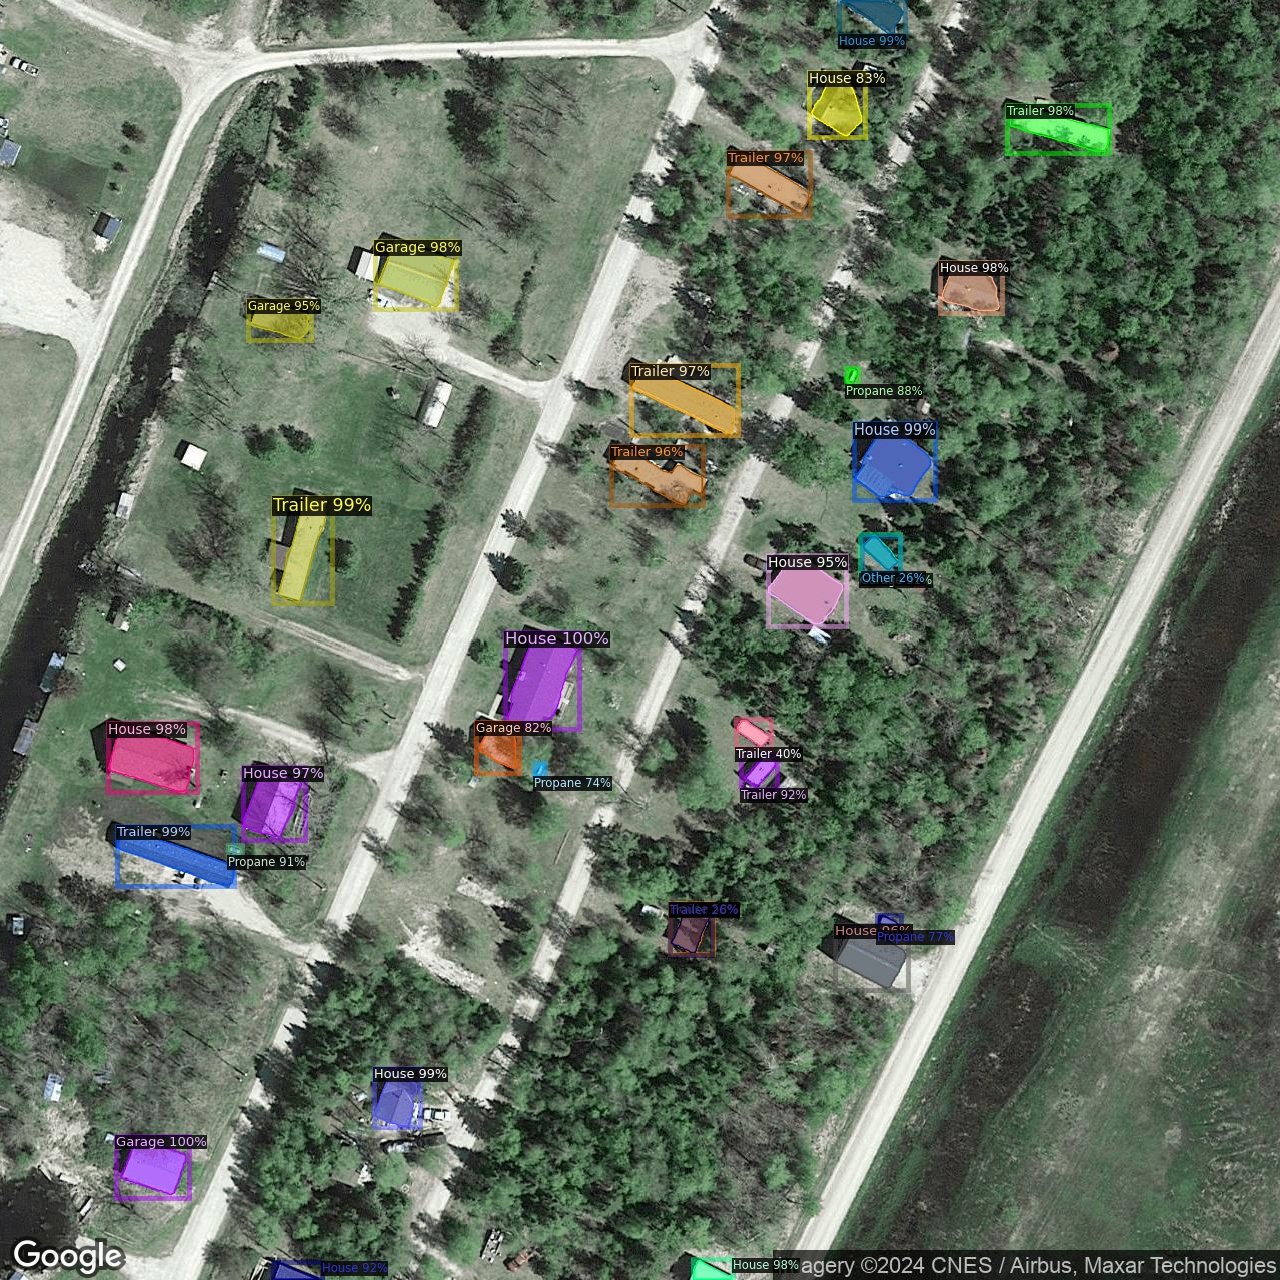 House 99%
House 83%
Trailer 98%
Trailer 97%
Garage 98%
House 98%
Garage 95%
Trailer 97%
Propane 88%
House 99%
Trailer 96%
Trailer 99%
House 95%
Other 26%
House 100%
House 98%
Garage 82%
Trailer 40%
House 97%
Propane 74%
Trailer 92%
Trailer 99%
Propane 91%
Trailer 26%
House 96%
Propane 77%
House 99%
Garage 100%
Google
House 92%
House 98%
agery ©2024 CNES / Airbus, Maxar Technologies